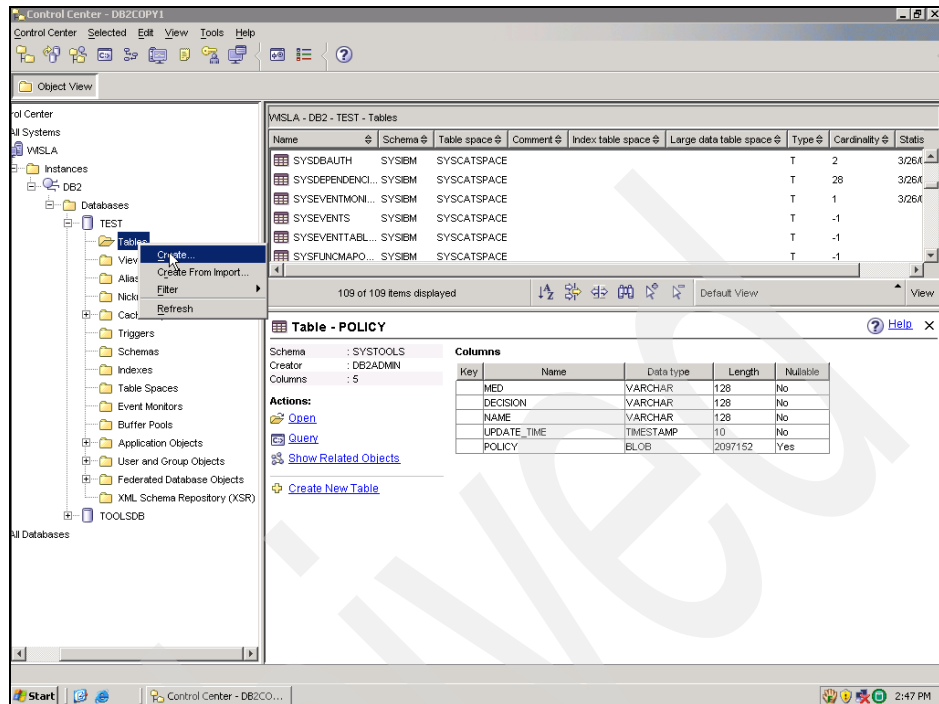 Control Center - DB2COPY1
Control Center Selected Edit View Tools Help
Object View
rol Center
All Systems
WISLA
Instances
DB2
Databases
TEST
Tables
View
Alias
Nickn
Cach
Triggers
Schemas
Indexes
Table Spaces
Event Monitors
Buffer Pools
Application Objects
User and Group Objects
Federated Database Objects
XML Schema Repository (XSR)
TOOLSDB
All Databases
Create...
Create From Import...
Filter
Refresh
WISLA - DB2 - TEST - Tables
Name Schema Table space Comment Index table space Large data table space Type Cardinality Statis
SYSDBAUTH SYSIBM SYSCATSPACE T 2 3/26/
SYSDEPENDENCI... SYSIBM SYSCATSPACE T 28 3/26/
SYSEVENTMONI... SYSIBM SYSCATSPACE T 1 3/26/
SYSEVENTS SYSIBM SYSCATSPACE T -1
SYSEVENTTABL... SYSIBM SYSCATSPACE T -1
SYSFUNCMAPO... SYSIBM SYSCATSPACE T -1
109 of 109 items displayed Default View View
Table - POLICY Help
Schema : SYSTOOLS
Creator : DB2ADMIN
Columns : 5
Actions:
Open
Query
Show Related Objects
Create New Table
Columns
Key Name Data type Length Nullable
MED VARCHAR 128 No
DECISION VARCHAR 128 No
NAME VARCHAR 128 No
UPDATE_TIME TIMESTAMP 10 No
POLICY BLOB 2097152 Yes
ived
Start Control Center - DB2CO... 2:47 PM